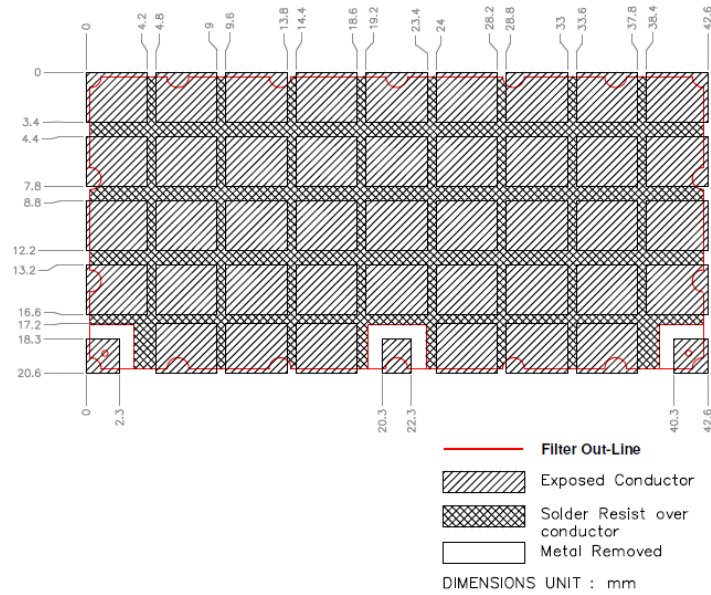 0 4.2 4.8 9 9.6 13.8 14.4 18.6 19.2 23.4 24 28.2 28.8 33 33.6 37.8 38.4 42.6
0
3.4
4.4
7.8
8.8
12.2
13.2
16.6
17.2
18.3
20.6
0 2.3 20.3 22.3 40.3 42.6
Filter Out-Line
Exposed Conductor
Solder Resist over
conductor
Metal Removed
DIMENSIONS UNIT : mm